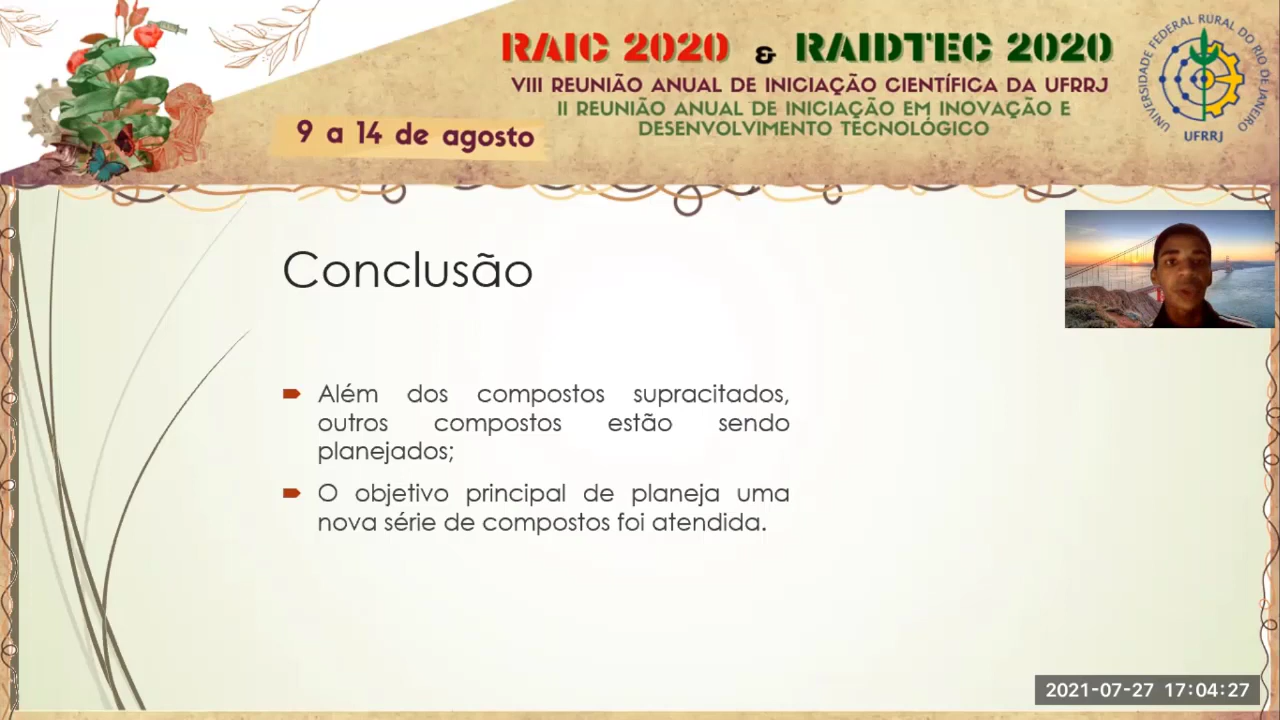 RAIC 2020 & RAIDTEC 2020
VIII REUNIÃO ANUAL DE INICIAÇÃO CIENTÍFICA DA UFRRJ
II REUNIÃO ANUAL DE INICIAÇÃO EM INOVAÇÃO E
DESENVOLVIMENTO TECNOLÓGICO
9 a 14 de agosto
UNIVERSIDADE FEDERAL RURAL DO RIO DE JANEIRO
UFRRJ
Conclusão
Além dos compostos supracitados,
outros compostos estão sendo
planejados;
O objetivo principal de planeja uma
nova série de compostos foi atendida.
2021-07-27 17:04:27